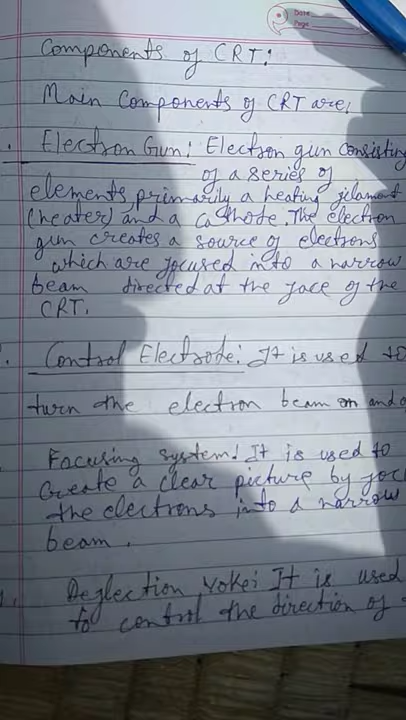 Date
Page
Components of CRT:
Main Components of CRT are,
Electron Gun: Electron gun consisting
of a series of
elements, primarily a heating filament
(heater) and a Cathode. The electron
gun creates a source of electrons
which are focused into a narrow
beam directed at the face of the
CRT.
Control Electrode: It is used to
turn the electron beam on and o
Focusing system: It is used to
Create a clear picture by foc
the electrons into a narrow
beam.
Deflection Yoke: It is used
to control the direction of